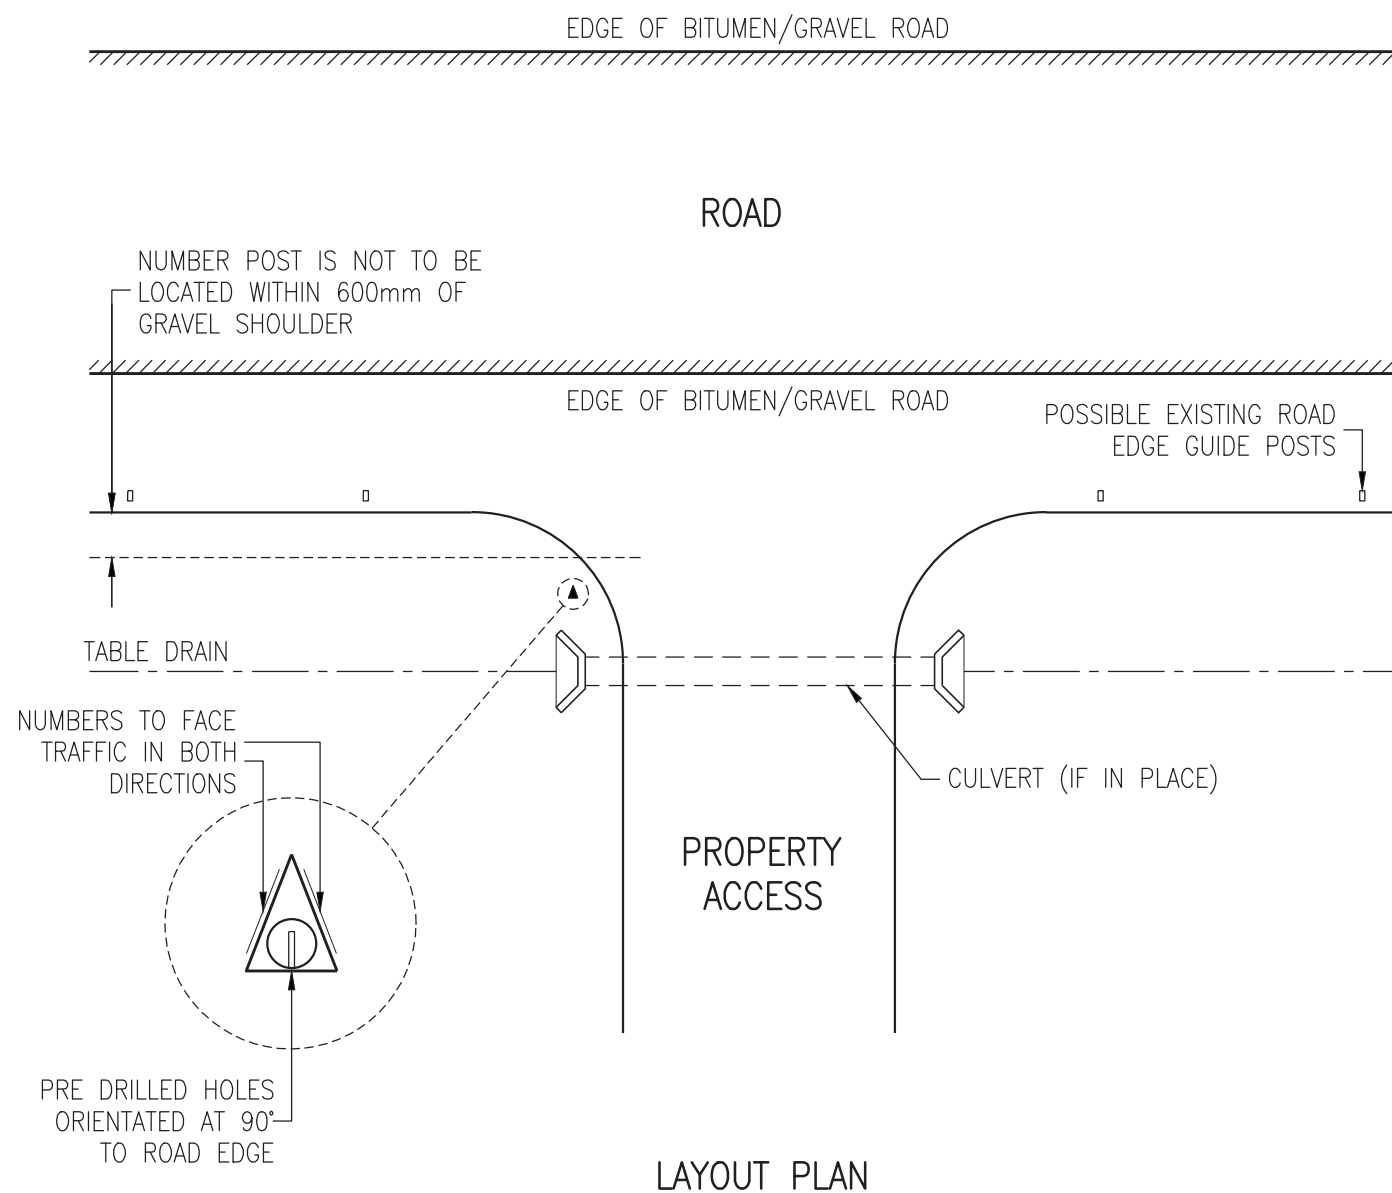 EDGE OF BITUMEN/GRAVEL ROAD
ROAD
NUMBER POST IS NOT TO BE
LOCATED WITHIN 600mm OF
GRAVEL SHOULDER
EDGE OF BITUMEN/GRAVEL ROAD
POSSIBLE EXISTING ROAD
EDGE GUIDE POSTS
TABLE DRAIN
NUMBERS TO FACE
TRAFFIC IN BOTH
DIRECTIONS
CULVERT (IF IN PLACE)
PROPERTY
ACCESS
PRE DRILLED HOLES
ORIENTATED AT 90°
TO ROAD EDGE
LAYOUT PLAN